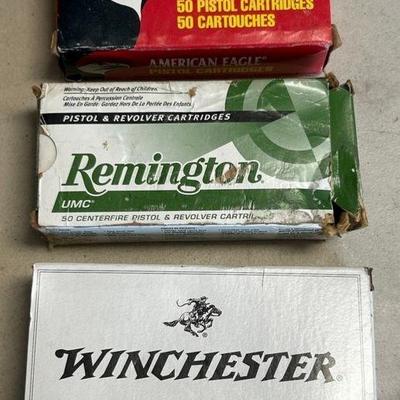 50 PISTOL CARTRIDGES
50 CARTOUCHES
AMERICAN EAGLE®
PISTOL CARTRIDGES
Warning: Keep Out of Reach of Children.
Cartouches A Percussion Centrale
Mise En Garde: Gardez Hors De La Portée Des Enfants.
PISTOL & REVOLVER CARTRIDGES
Remington®
UMC®
50 CENTERFIRE PISTOL & REVOLVER CARTRI
WINCHESTER®